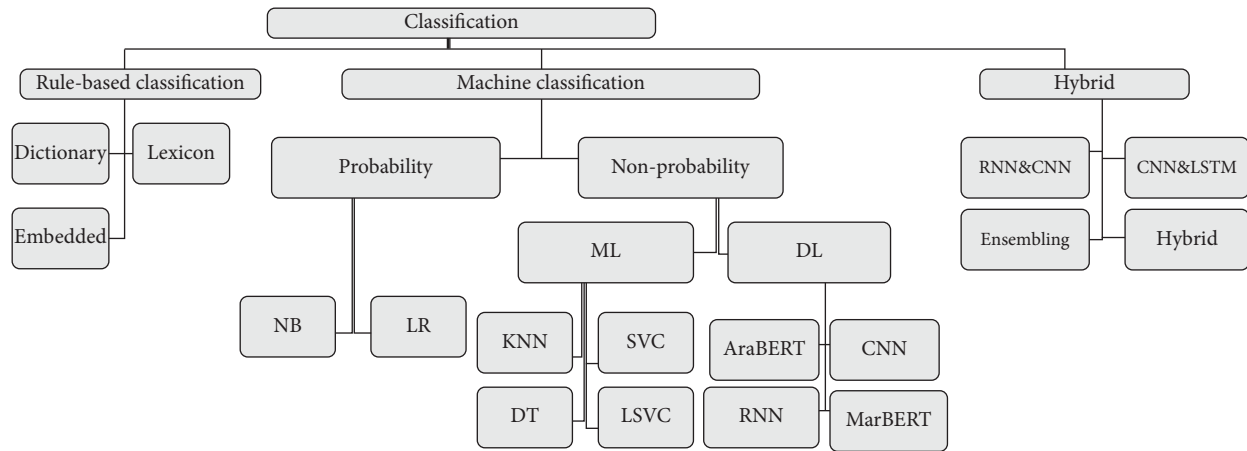 Classification
Rule-based classification
Machine classification
Hybrid
Dictionary
Lexicon
Embedded
Probability
Non-probability
RNN&CNN
CNN&LSTM
Ensembling
Hybrid
ML
DL
NB
LR
KNN
SVC
AraBERT
CNN
DT
LSVC
RNN
MarBERT